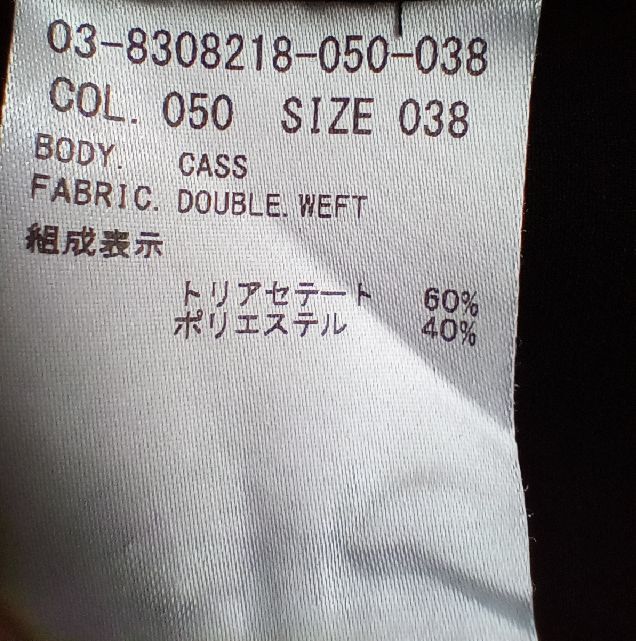 03-8308218-050-038
COL. 050 SIZE 038
BODY. CASS
FABRIC. DOUBLE.WEFT
組成表示
トリアセテート 60%
ポリエステル 40%